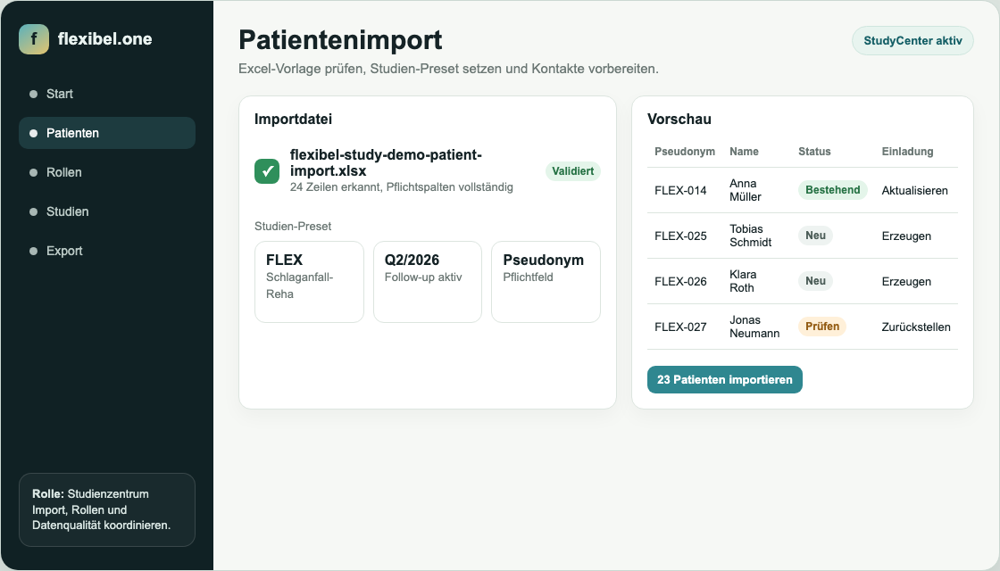 f flexibel.one
Start
Patienten
Rollen
Studien
Export
Rolle: Studienzentrum
Import, Rollen und
Datenqualität koordinieren.
Patientenimport
Excel-Vorlage prüfen, Studien-Preset setzen und Kontakte vorbereiten.
StudyCenter aktiv
Importdatei
flexibel-study-demo-patient-
import.xlsx
24 Zeilen erkannt, Pflichtspalten vollständig
Validiert
Studien-Preset
FLEX
Schlaganfall-
Reha
Q2/2026
Follow-up aktiv
Pseudonym
Pflichtfeld
Vorschau
Pseudonym Name Status Einladung
FLEX-014 Anna
Müller Bestehend Aktualisieren
FLEX-025 Tobias
Schmidt Neu Erzeugen
FLEX-026 Klara
Roth Neu Erzeugen
FLEX-027 Jonas
Neumann Prüfen Zurückstellen
23 Patienten importieren